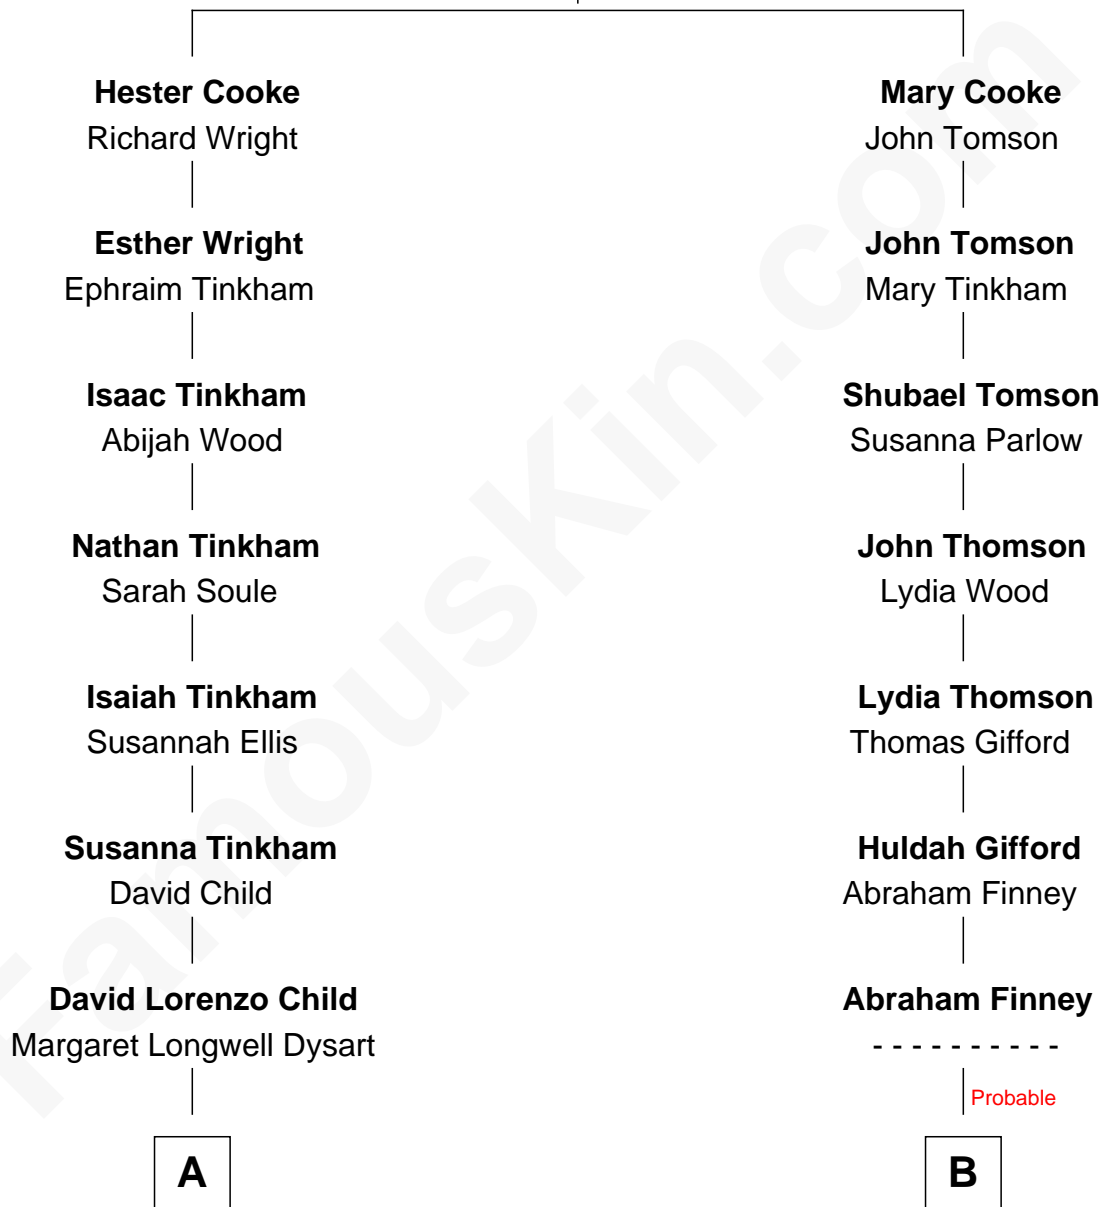 Hester Cooke
Richard Wright
Mary Cooke
John Tomson
Esther Wright
Ephraim Tinkham
John Tomson
Mary Tinkham
Isaac Tinkham
Abijah Wood
Shubael Tomson
Susanna Parlow
Nathan Tinkham
Sarah Soule
John Thomson
Lydia Wood
Isaiah Tinkham
Susannah Ellis
Lydia Thomson
Thomas Gifford
Susanna Tinkham
David Child
Huldah Gifford
Abraham Finney
David Lorenzo Child
Margaret Longwell Dysart
Abraham Finney
- - - - - - - - - -
Probable
A
B
FamousKin.com